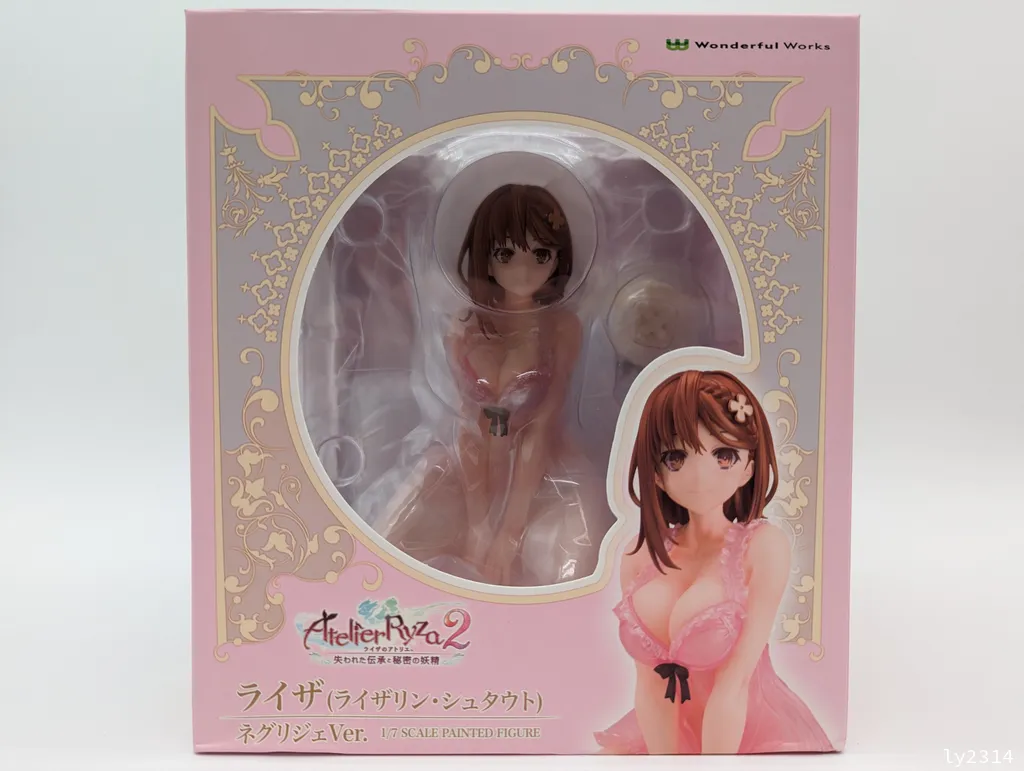 Wonderful Works
Atelier Ryza 2
ライザのアトリエ
失われた伝承と秘密の妖精
ライザ(ライザリン・シュタウト)
ネグリジェVer. 1/7 SCALE PAINTED FIGURE
ly2314